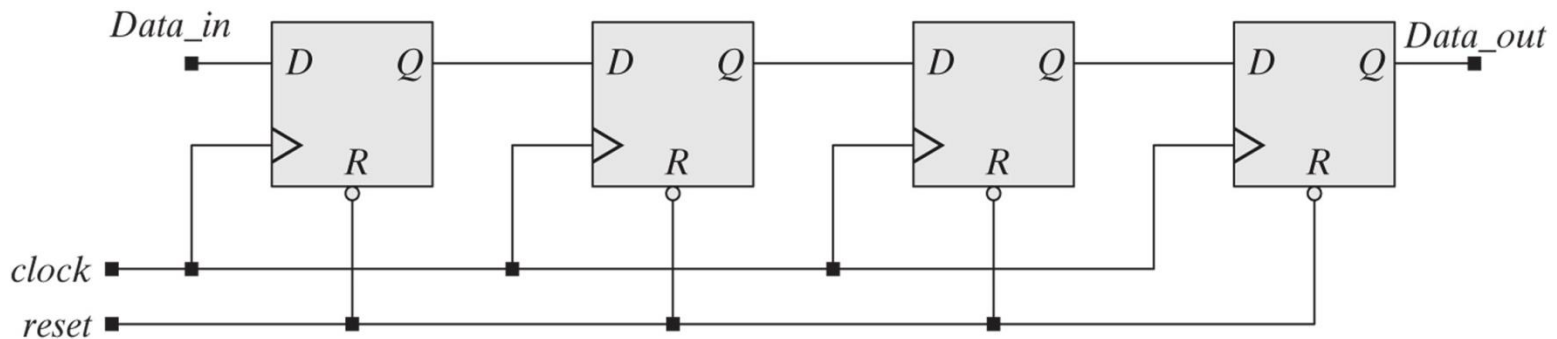 Data_in
Data_out
D Q D Q D Q D Q
R R R R
clock
reset